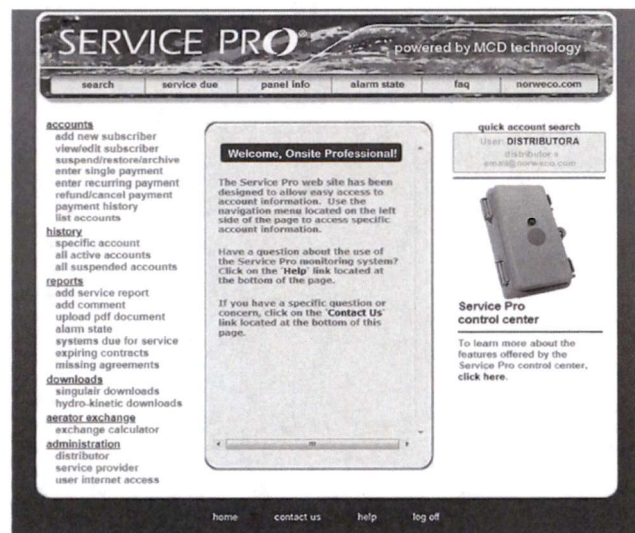 SERVICE PRO®
powered by MCD technology
search service due panel info alarm state faq norweco.com
accounts
add new subscriber
view/edit subscriber
suspend/restore/archive
enter single payment
enter recurring payment
refund/cancel payment
payment history
list accounts
history
specific account
all active accounts
all suspended accounts
reports
add service report
add comment
upload pdf document
alarm state
systems due for service
expiring contracts
missing agreements
downloads
singulair downloads
hydro-kinetic downloads
aerator exchange
exchange calculator
administration
distributor
service provider
user internet access
Welcome, Onsite Professional!
The Service Pro web site has been
designed to allow easy access to
account information. Use the
navigation menu located on the left
side of the page to access specific
account information.
Have a question about the use of
the Service Pro monitoring system?
Click on the 'Help' link located at
the bottom of the page.
If you have a specific question or
concern, click on the 'Contact Us'
link located at the bottom of this
page.
quick account search
User: DISTRIBUTORA
distributor a
email@norweco.com
Service Pro
control center
To learn more about the
features offered by the
Service Pro control center,
click here.
home contact us help log off